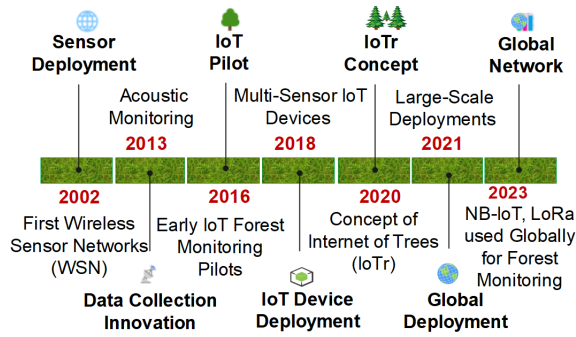 Sensor
Deployment
IoT
Pilot
IoTr
Concept
Global
Network
Acoustic
Monitoring
2013
Multi-Sensor IoT
Devices
2018
Large-Scale
Deployments
2021
2002
First Wireless
Sensor Networks
(WSN)
2016
Early IoT Forest
Monitoring
Pilots
2020
Concept of
Internet of Trees
(IoTr)
2023
NB-IoT, LoRa
used Globally
for Forest
Monitoring
Data Collection
Innovation
IoT Device
Deployment
Global
Deployment